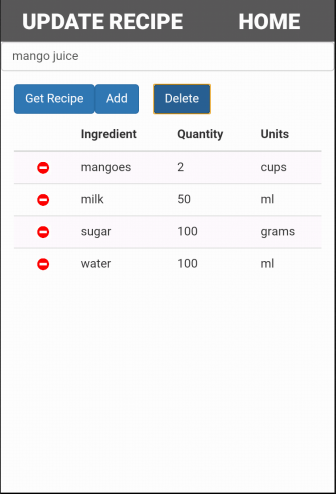 UPDATE RECIPE HOME
mango juice
Get Recipe Add Delete
Ingredient Quantity Units
mangoes 2 cups
milk 50 ml
sugar 100 grams
water 100 ml